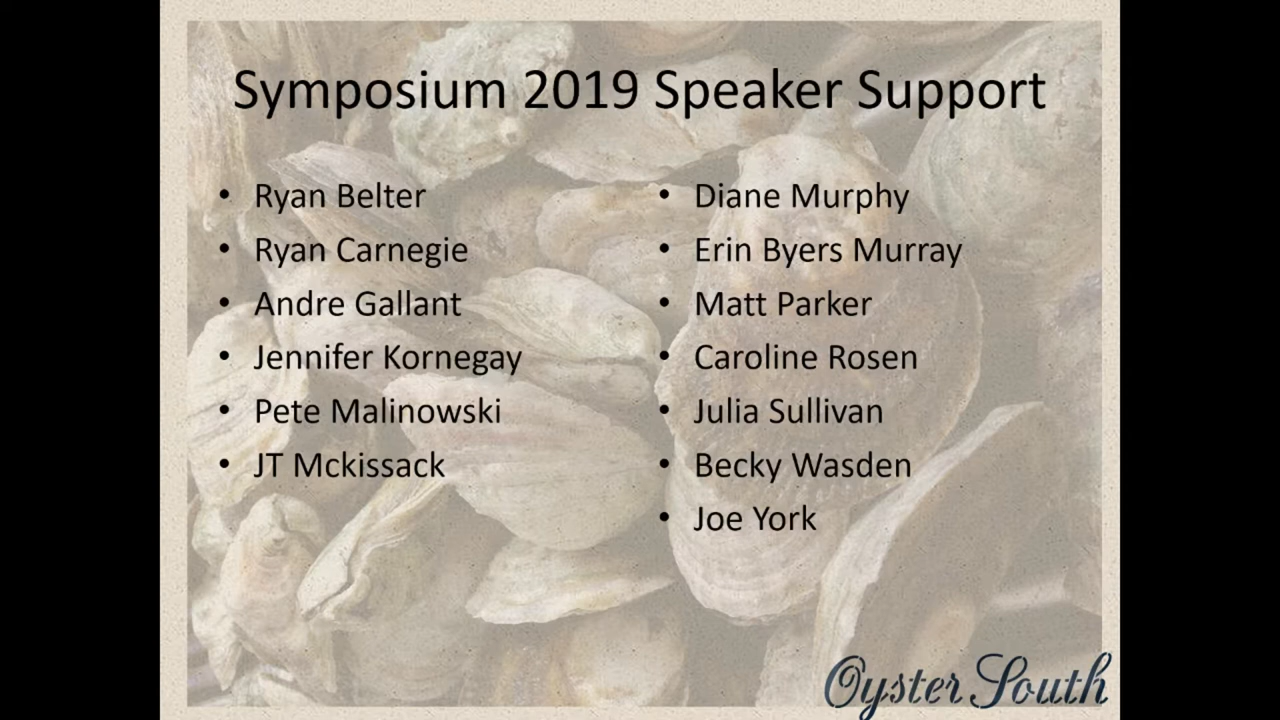 Symposium 2019 Speaker Support
• Ryan Belter
• Ryan Carnegie
• Andre Gallant
• Jennifer Kornegay
• Pete Malinowski
• JT Mckissack
• Diane Murphy
• Erin Byers Murray
• Matt Parker
• Caroline Rosen
• Julia Sullivan
• Becky Wasden
• Joe York
Oyster South